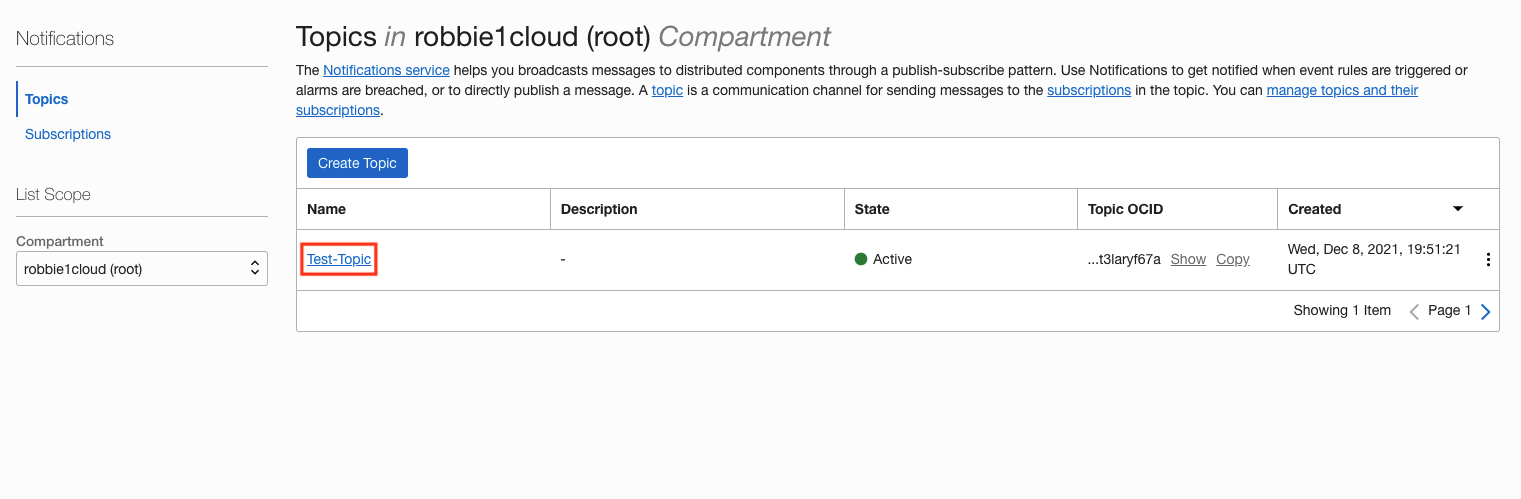 Notifications
Topics
Subscriptions
List Scope
Compartment
robbie1cloud (root)
Topics in robbie1cloud (root) Compartment
The Notifications service helps you broadcasts messages to distributed components through a publish-subscribe pattern. Use Notifications to get notified when event rules are triggered or
alarms are breached, or to directly publish a message. A topic is a communication channel for sending messages to the subscriptions in the topic. You can manage topics and their
subscriptions.
Create Topic
Name Description State Topic OCID Created
Test-Topic - Active ...t3laryf67a Show Copy Wed, Dec 8, 2021, 19:51:21
UTC
Showing 1 Item Page 1